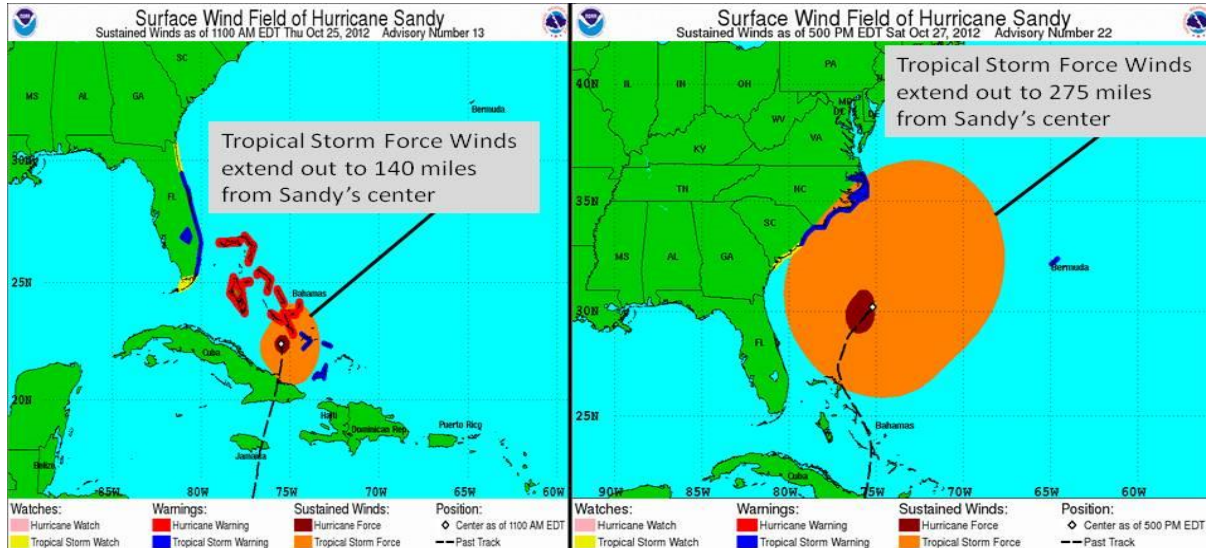 Surface Wind Field of Hurricane Sandy
Sustained Winds as of 1100 AM EDT Thu Oct 25, 2012 Advisory Number 13
SC
MS AL GA
Bermuda
Tropical Storm Force Winds
extend out to 140 miles
from Sandy's center
30N
FL
25N
Bahamas
Cuba
20N
Haiti
Dominican Rep
Puerto Rico
Jamaica
Belize
85W 80W 75W 70W 65W 60W
Watches: Warnings: Sustained Winds: Position:
Hurricane Watch Hurricane Warning Hurricane Force Center as of 1100 AM EDT
Tropical Storm Watch Tropical Storm Warning Tropical Storm Force Past Track
Surface Wind Field of Hurricane Sandy
Sustained Winds as of 500 PM EDT Sat Oct 27, 2012 Advisory Number 22
40N
IL IN OH PA
MD
DE
WV
VA
KY
Tropical Storm Force Winds
extend out to 275 miles
from Sandy's center
TN NC
35N
SC
MS AL GA
Bermuda
30N
FL
25N
Bahamas
Cuba
90W 85W 80W 75W 70W 65W 60W
Watches: Warnings: Sustained Winds: Position:
Hurricane Watch Hurricane Warning Hurricane Force Center as of 500 PM EDT
Tropical Storm Watch Tropical Storm Warning Tropical Storm Force Past Track